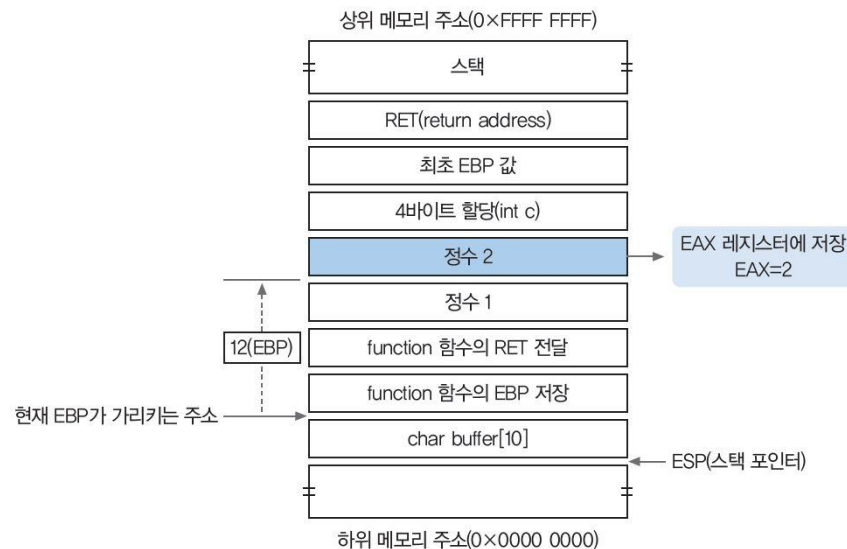 상위 메모리 주소(0×FFFF FFFF)
스택
RET(return address)
최초 EBP 값
4바이트 할당(int c)
정수 2
EAX 레지스터에 저장
EAX=2
정수 1
12(EBP)
function 함수의 RET 전달
function 함수의 EBP 저장
현재 EBP가 가리키는 주소
char buffer[10]
ESP(스택 포인터)
하위 메모리 주소(0×0000 0000)